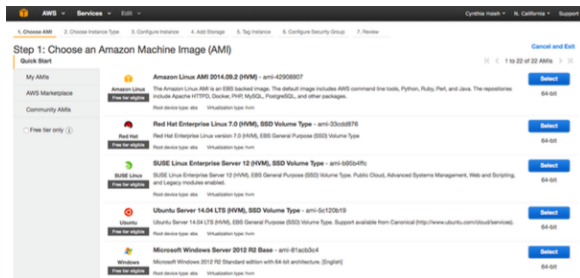 AWS Services Edit Cynthia Hsieh N. California Support
1. Choose AMI 2. Choose Instance Type 3. Configure Instance 4. Add Storage 5. Tag Instance 6. Configure Security Group 7. Review
Step 1: Choose an Amazon Machine Image (AMI) Cancel and Exit
Quick Start 1 to 22 of 22 AMIs
My AMIs
AWS Marketplace
Community AMIs
Free tier only
Amazon Linux
Free tier eligible
Amazon Linux AMI 2014.09.2 (HVM) - ami-42908907
The Amazon Linux AMI is an EBS backed image. The default image includes AWS command line tools, Python, Ruby, Perl, and Java. The repositories
include Apache HTTPD, Docker, PHP, MySQL, PostgreSQL, and other packages.
Root device type: ebs Virtualization type: hvm
Select
64-bit
Red Hat
Free tier eligible
Red Hat Enterprise Linux 7.0 (HVM), SSD Volume Type - ami-33cdd876
Red Hat Enterprise Linux version 7.0 (HVM), EBS General Purpose (SSD) Volume Type
Root device type: ebs Virtualization type: hvm
Select
64-bit
SUSE Linux
Free tier eligible
SUSE Linux Enterprise Server 12 (HVM), SSD Volume Type - ami-b95b4ffc
SUSE Linux Enterprise Server 12 (HVM), EBS General Purpose (SSD) Volume Type. Public Cloud, Advanced Systems Management, Web and Scripting,
and Legacy modules enabled.
Root device type: ebs Virtualization type: hvm
Select
64-bit
Ubuntu Linux
Free tier eligible
Ubuntu Server 14.04 LTS (HVM), SSD Volume Type - ami-5c120b19
Ubuntu Server 14.04 LTS (HVM), EBS General Purpose (SSD) Volume Type. Support available from Canonical (http://www.ubuntu.com/cloud/services).
Root device type: ebs Virtualization type: hvm
Select
64-bit
Windows
Free tier eligible
Microsoft Windows Server 2012 R2 Base - ami-81acb3c4
Microsoft Windows 2012 R2 Standard edition with 64-bit architecture. [English]
Root device type: ebs Virtualization type: hvm
Select
64-bit